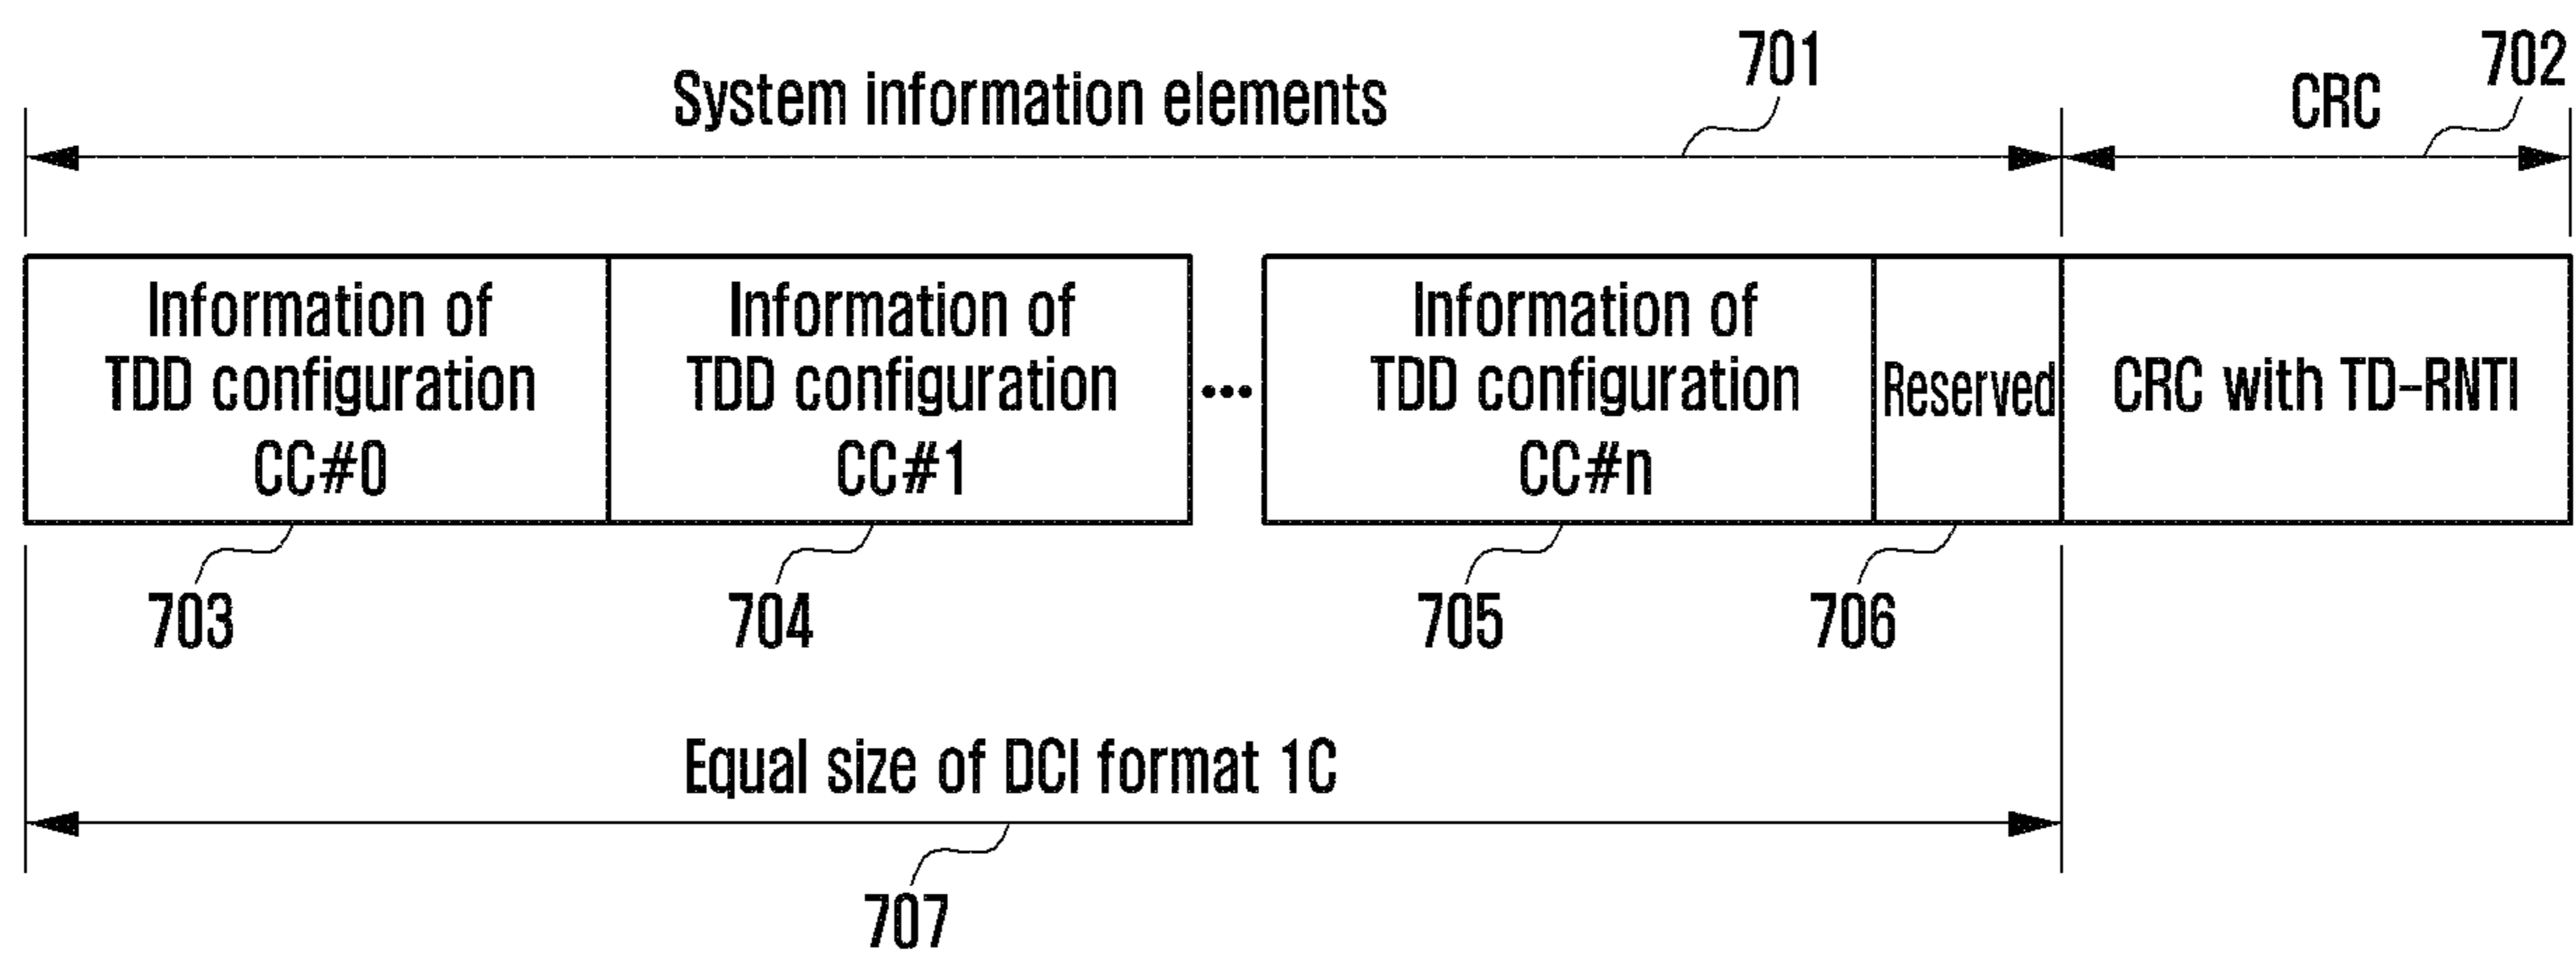 701
702
System information elements
CRC
Information of
TDD configuration
CC#0
Information of
TDD configuration
CC#1
...
Information of
TDD configuration
CC#n
Reserved
CRC with TD-RNTI
703
704
705
706
Equal size of DCI format 1C
707